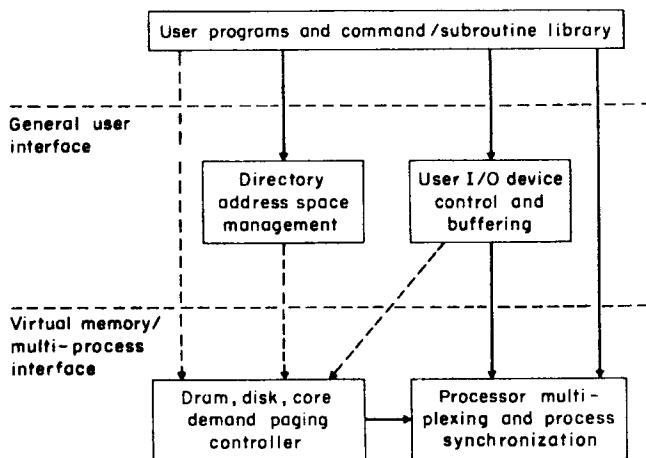 User programs and command/subroutine library
General user
interface
Directory
address space
management
User I/O device
control and
buffering
Virtual memory/
multi-process
interface
Dram, disk, core
demand paging
controller
Processor multi-
plexing and process
synchronization